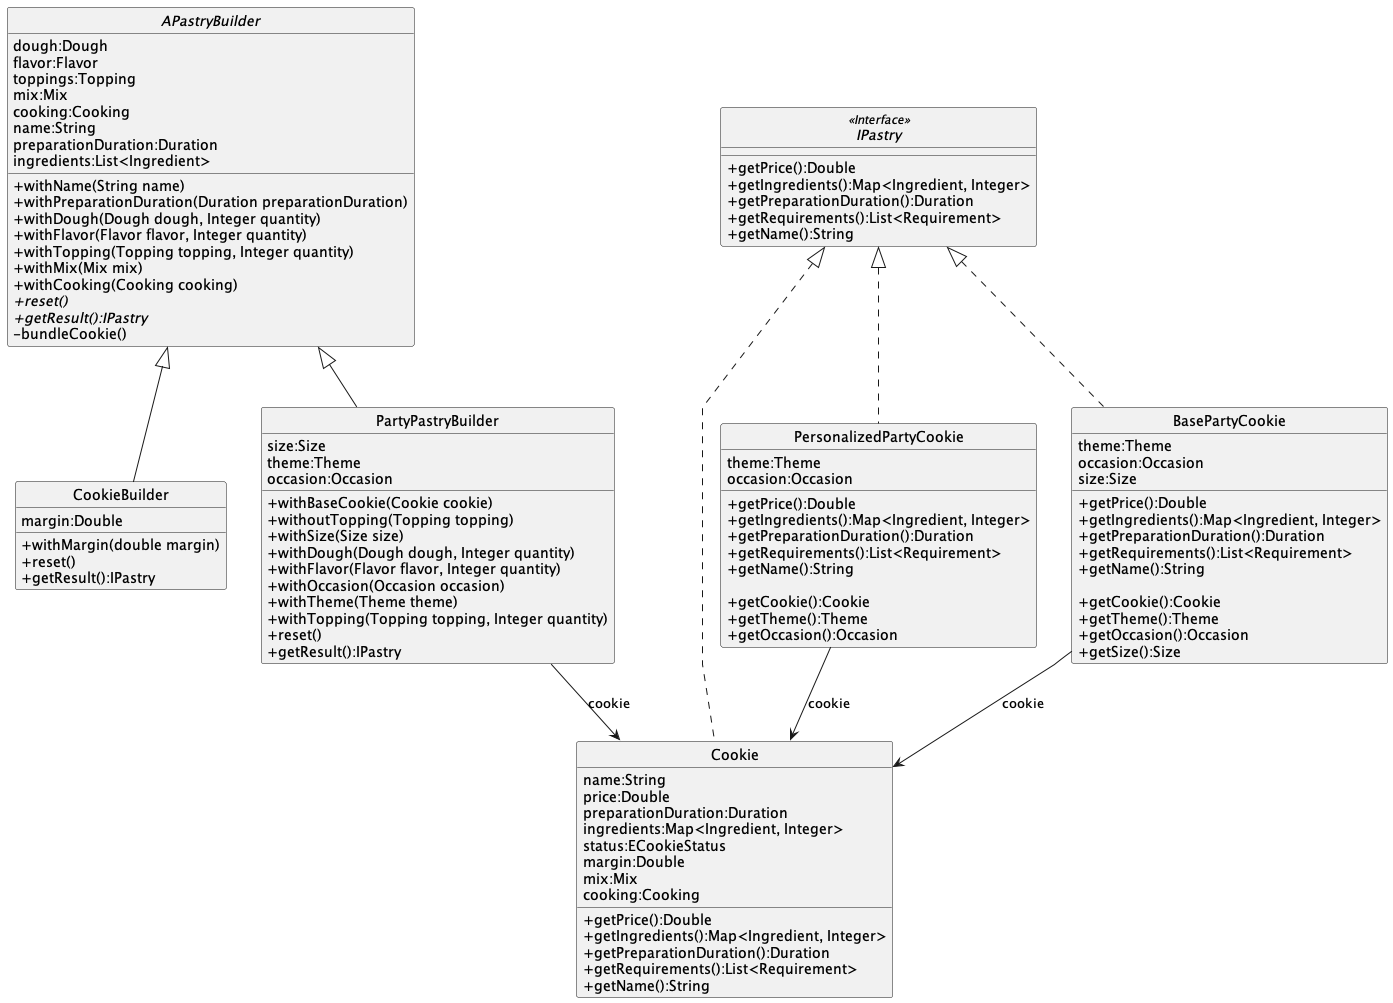 APastryBuilder
dough:Dough
flavor:Flavor
toppings:Topping
mix:Mix
cooking:Cooking
name:String
preparationDuration:Duration
ingredients:List<Ingredient>
+withName(String name)
+withPreparationDuration(Duration preparationDuration)
+withDough(Dough dough, Integer quantity)
+withFlavor(Flavor flavor, Integer quantity)
+withTopping(Topping topping, Integer quantity)
+withMix(Mix mix)
+withCooking(Cooking cooking)
+reset()
+getResult():IPastry
-bundleCookie()
«Interface»
IPastry
+getPrice():Double
+getIngredients():Map<Ingredient, Integer>
+getPreparationDuration():Duration
+getRequirements():List<Requirement>
+getName():String
CookieBuilder
margin:Double
+withMargin(double margin)
+reset()
+getResult():IPastry
PartyPastryBuilder
size:Size
theme:Theme
occasion:Occasion
+withBaseCookie(Cookie cookie)
+withoutTopping(Topping topping)
+withSize(Size size)
+withDough(Dough dough, Integer quantity)
+withFlavor(Flavor flavor, Integer quantity)
+withOccasion(Occasion occasion)
+withTheme(Theme theme)
+withTopping(Topping topping, Integer quantity)
+reset()
+getResult():IPastry
PersonalizedPartyCookie
theme:Theme
occasion:Occasion
+getPrice():Double
+getIngredients():Map<Ingredient, Integer>
+getPreparationDuration():Duration
+getRequirements():List<Requirement>
+getName():String
+getCookie():Cookie
+getTheme():Theme
+getOccasion():Occasion
BasePartyCookie
theme:Theme
occasion:Occasion
size:Size
+getPrice():Double
+getIngredients():Map<Ingredient, Integer>
+getPreparationDuration():Duration
+getRequirements():List<Requirement>
+getName():String
+getCookie():Cookie
+getTheme():Theme
+getOccasion():Occasion
+getSize():Size
cookie
cookie
cookie
Cookie
name:String
price:Double
preparationDuration:Duration
ingredients:Map<Ingredient, Integer>
status:ECookieStatus
margin:Double
mix:Mix
cooking:Cooking
+getPrice():Double
+getIngredients():Map<Ingredient, Integer>
+getPreparationDuration():Duration
+getRequirements():List<Requirement>
+getName():String